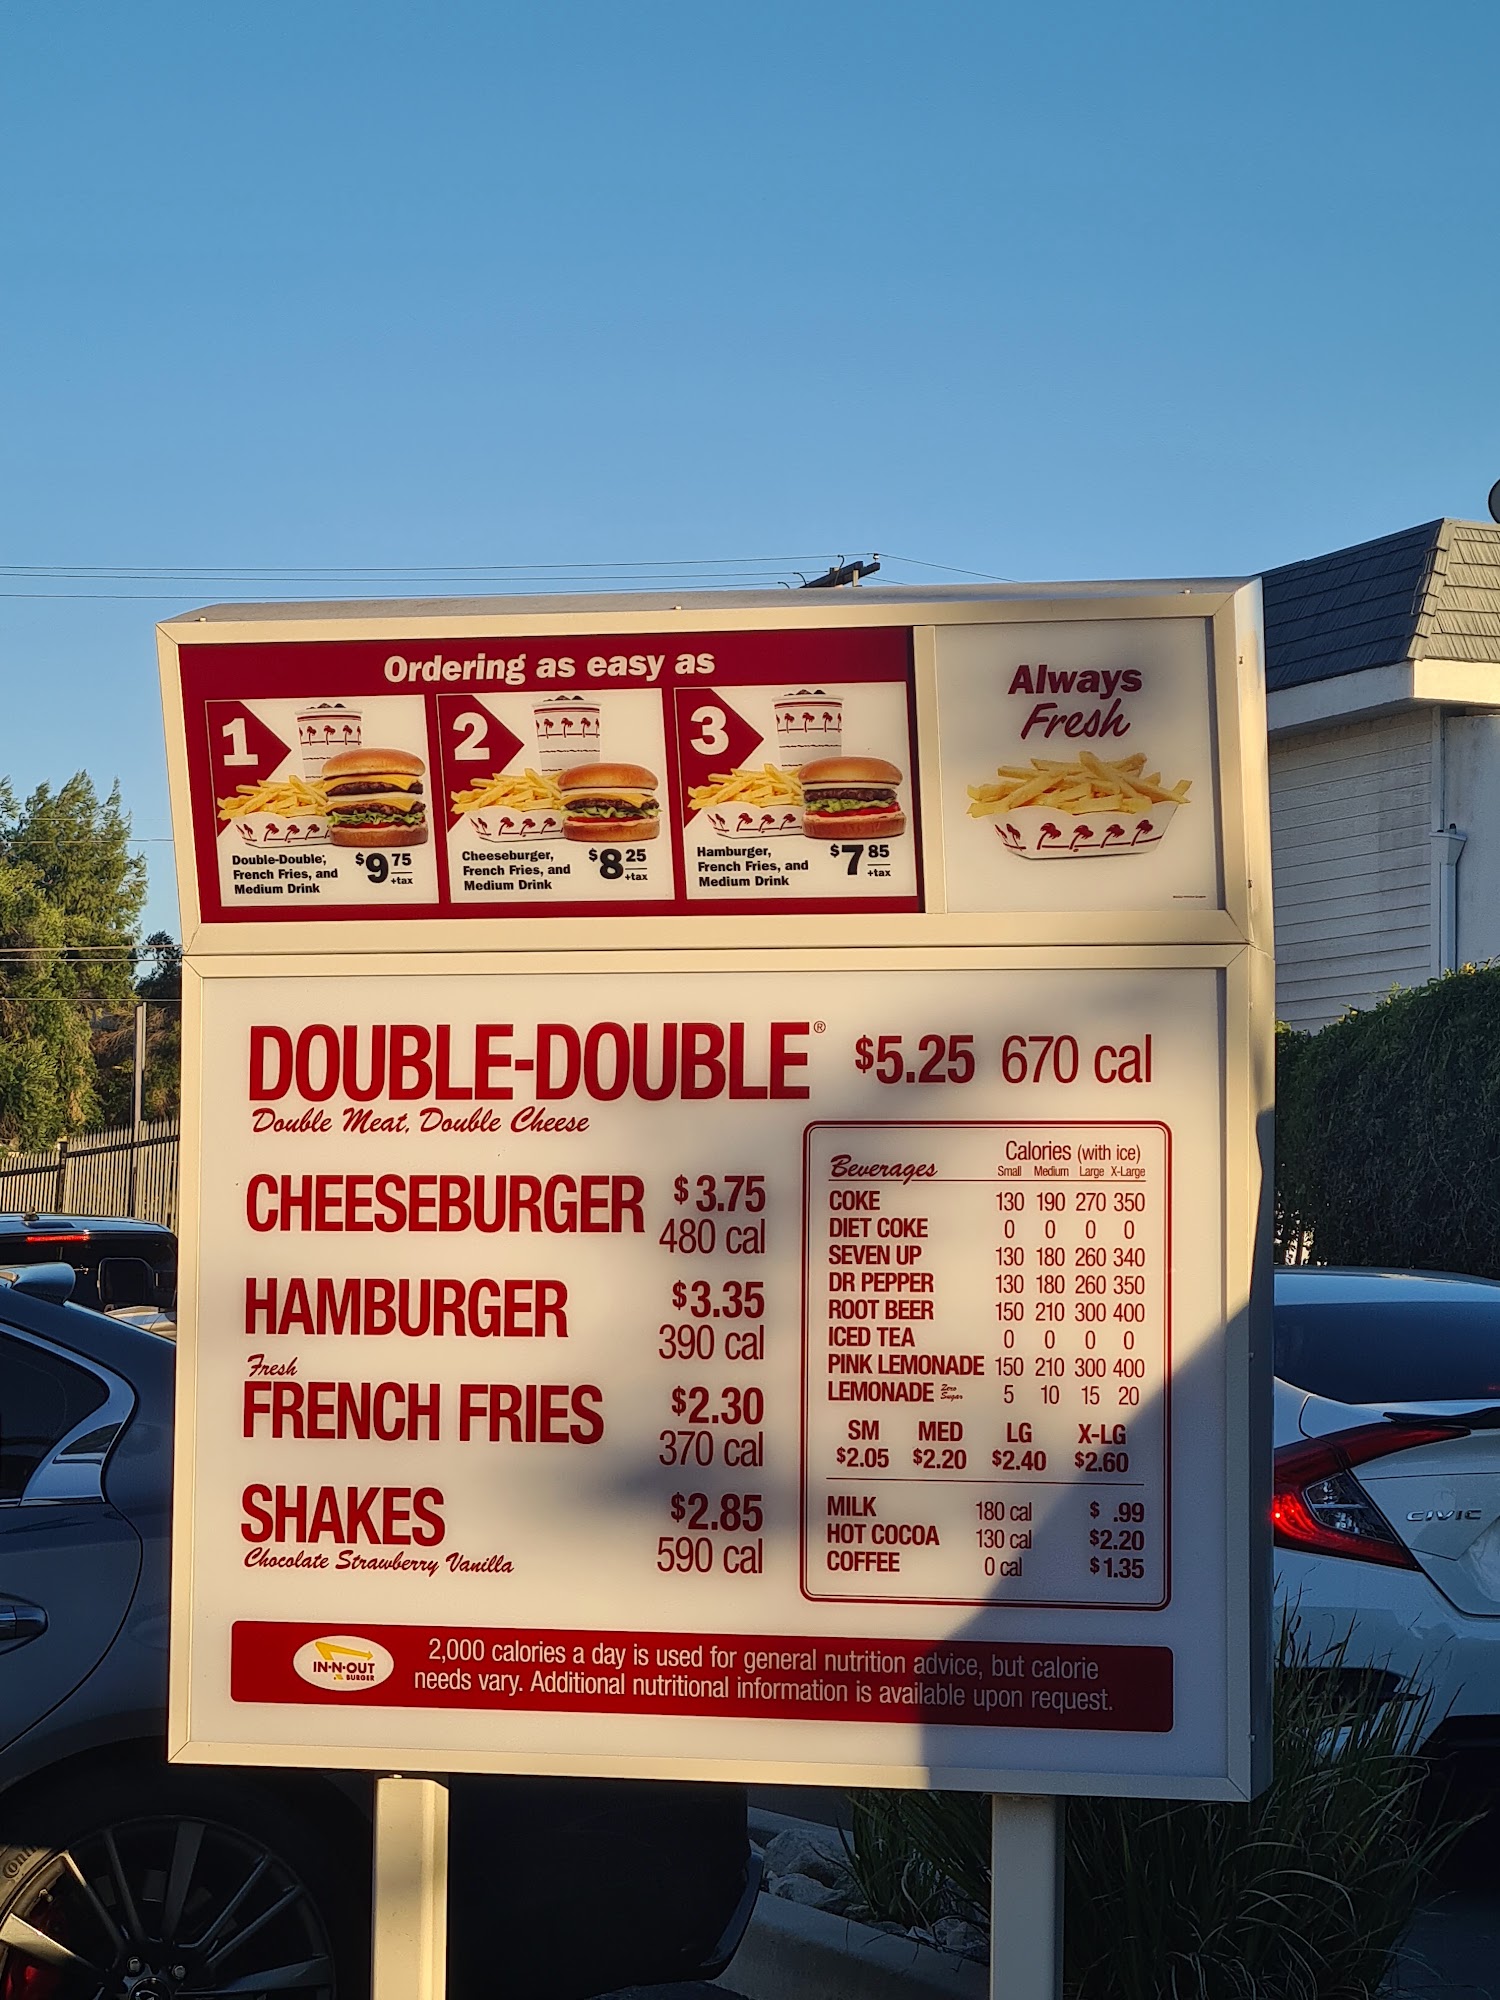 Ordering as easy as
1
Double-Double,®
French Fries, and
Medium Drink
$9 75
+tax
2
Cheeseburger,
French Fries, and
Medium Drink
$8 25
+tax
3
Hamburger,
French Fries, and
Medium Drink
$7 85
+tax
Always
Fresh
DOUBLE-DOUBLE® $5.25 670 cal
Double Meat, Double Cheese
CHEESEBURGER $3.75
480 cal
HAMBURGER $3.35
390 cal
Fresh
FRENCH FRIES $2.30
370 cal
SHAKES $2.85
Chocolate Strawberry Vanilla 590 cal
Beverages Calories (with ice)
Small Medium Large X-Large
COKE 130 190 270 350
DIET COKE 0 0 0 0
SEVEN UP 130 180 260 340
DR PEPPER 130 180 260 350
ROOT BEER 150 210 300 400
ICED TEA 0 0 0 0
PINK LEMONADE 150 210 300 400
LEMONADE Zero Sugar 5 10 15 20
SM MED LG X-LG
$2.05 $2.20 $2.40 $2.60
MILK 180 cal $ .99
HOT COCOA 130 cal $2.20
COFFEE 0 cal $1.35
IN-N-OUT
BURGER
2,000 calories a day is used for general nutrition advice, but calorie
needs vary. Additional nutritional information is available upon request.
CIVIC